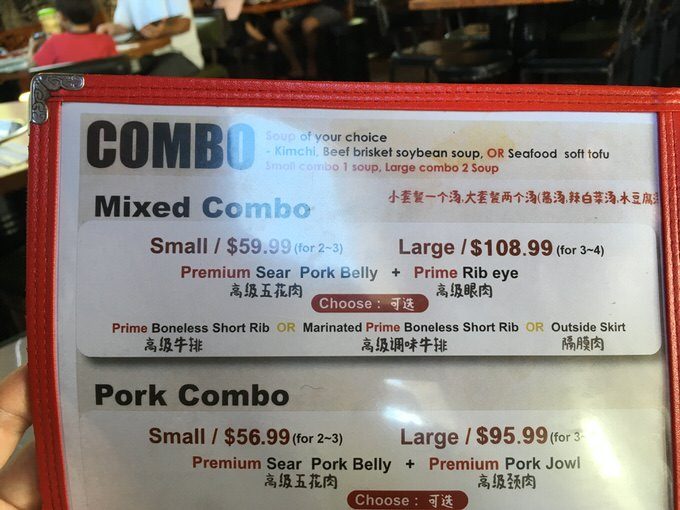 COMBO
Soup of your choice
- Kimchi, Beef brisket soybean soup, OR Seafood soft tofu
Small combo 1 soup, Large combo 2 Soup
小套餐一个汤,大套餐两个汤(酱汤,辣白菜汤,水豆腐
Mixed Combo
Small / $59.99 (for 2~3) Large / $108.99 (for 3~4)
Premium Sear Pork Belly + Prime Rib eye
高级五花肉 高级眼肉
Choose : 可选
Prime Boneless Short Rib OR Marinated Prime Boneless Short Rib OR Outside Skirt
高级牛排 高级调味牛排 隔膜肉
Pork Combo
Small / $56.99 (for 2~3) Large / $95.99 (for 3~
Premium Sear Pork Belly + Premium Pork Jowl
高级五花肉 高级颈肉
Choose : 可选